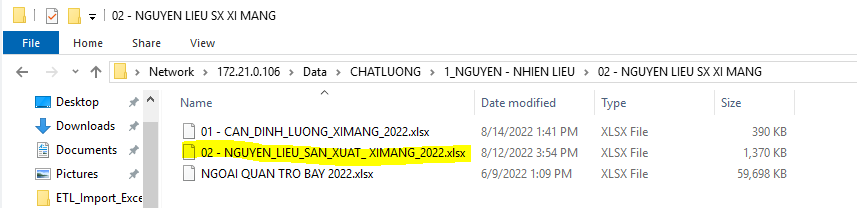 02 - NGUYEN LIEU SX XI MANG
File Home Share View
Network > 172.21.0.106 > Data > CHATLUONG > 1_NGUYEN - NHIEN LIEU > 02 - NGUYEN LIEU SX XI MANG
Desktop
Downloads
Documents
Pictures
ETL_Import_Exce
Name Date modified Type Size
01 - CAN_DINH_LUONG_XIMANG_2022.xlsx 8/14/2022 1:41 PM XLSX File 390 KB
02 - NGUYEN_LIEU_SAN_XUAT_ XIMANG_2022.xlsx 8/12/2022 3:54 PM XLSX File 1,370 KB
NGOAI QUAN TRO BAY 2022.xlsx 6/9/2022 1:09 PM XLSX File 59,698 KB